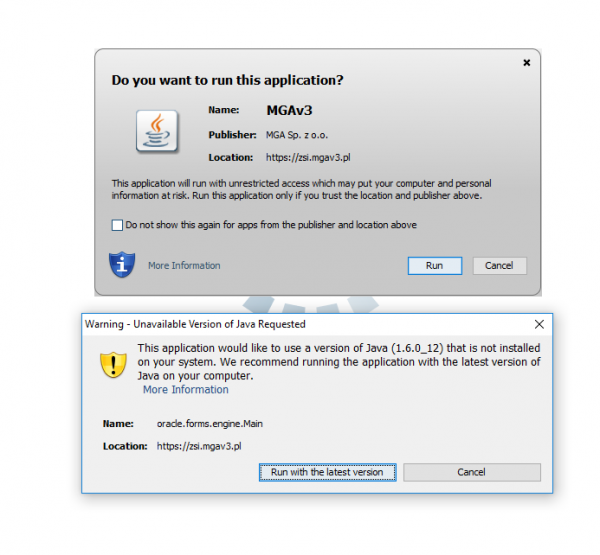 Do you want to run this application?
Name: MGAv3
Publisher: MGA Sp. z o.o.
Location: https://zsi.mgav3.pl
This application will run with unrestricted access which may put your computer and personal
information at risk. Run this application only if you trust the location and publisher above.
Do not show this again for apps from the publisher and location above
More Information
Run
Cancel
Warning - Unavailable Version of Java Requested
This application would like to use a version of Java (1.6.0_12) that is not installed
on your system. We recommend running the application with the latest version of
Java on your computer.
More Information
Name: oracle.forms.engine.Main
Location: https://zsi.mgav3.pl
Run with the latest version
Cancel